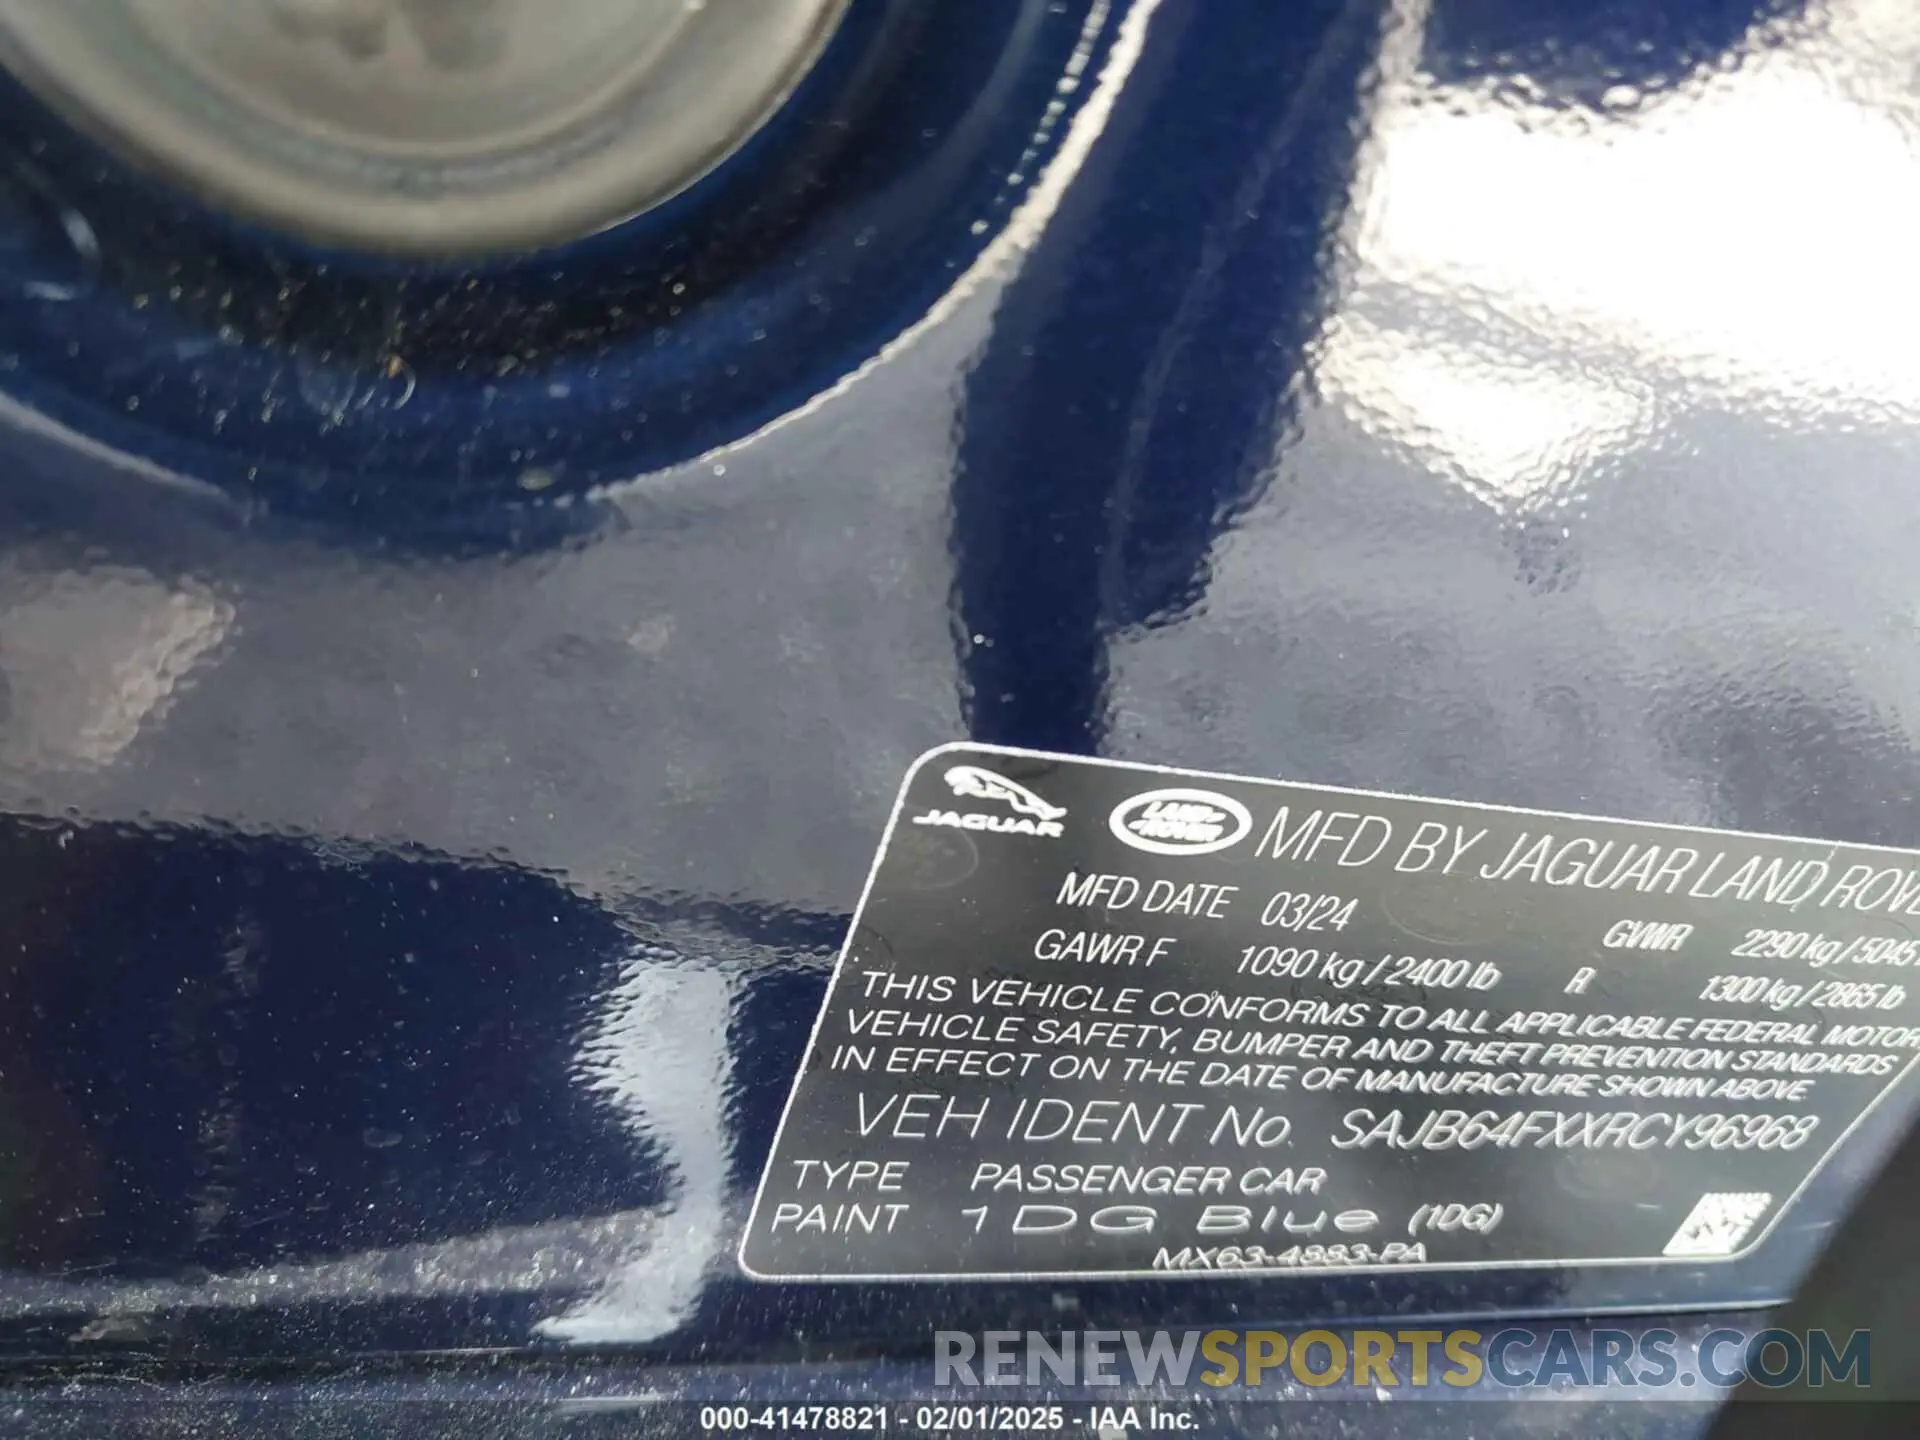 JAGUAR LAND ROVER MFD BY JAGUAR LAND ROVE
MFD DATE 03/24 GVWR 2290 kg / 5045
GAWR F 1090 kg / 2400 lb R 1300 kg / 2865 lb
THIS VEHICLE CONFORMS TO ALL APPLICABLE FEDERAL MOTOR
VEHICLE SAFETY, BUMPER AND THEFT PREVENTION STANDARDS
IN EFFECT ON THE DATE OF MANUFACTURE SHOWN ABOVE
VEH IDENT No. SAJB64FXXRCY96968
TYPE PASSENGER CAR
PAINT 1DG Blue (1DG)
MX63-4883-PA
RENEWSPORTSCARS.COM
000-41478821 - 02/01/2025 - IAA Inc.